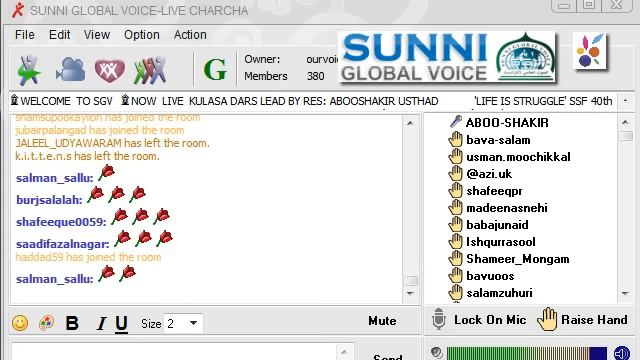 SUNNI GLOBAL VOICE-LIVE CHARCHA
File Edit View Option Action
Owner: ourvoi
Members 380
SUNNI
GLOBAL VOICE
G
WELCOME TO SGV NOW LIVE KULASA DARS LEAD BY RES: ABOOSHAKIR USTHAD 'LIFE IS STRUGGLE' SSF 40th
has joined the room
jubairpalangad has joined the room
JALEEL_UDYAWARAM has left the room.
k.i.t.t.e.n.s has left the room.
salman_sallu:
burjsalalah:
shafeeque0059:
saadifazalnagar:
haddad59 has joined the room
salman_sallu:
ABOO-SHAKIR
bava-salam
usman.moochikkal
@azi.uk
shafeeqpr
madeenasnehi
babajunaid
Ishqurrasool
Shameer_Mongam
bavuoos
salamzuhuri
B I U Size 2 Mute
Lock On Mic Raise Hand
Send